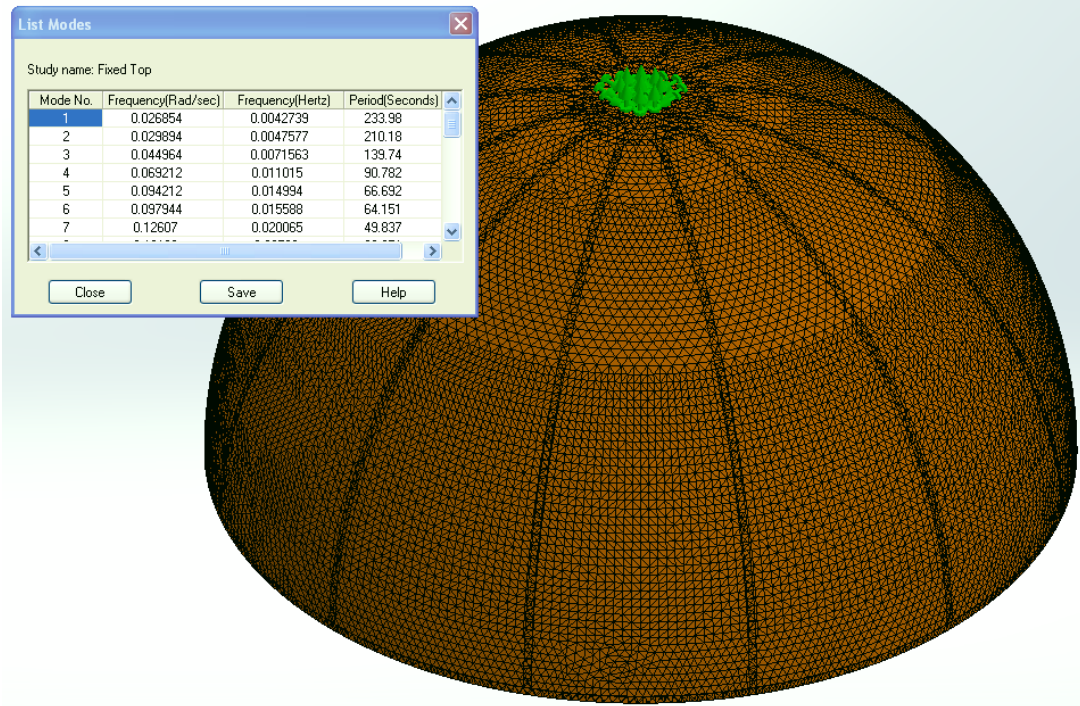 List Modes
Study name: Fixed Top
Mode No. Frequency(Rad/sec) Frequency(Hertz) Period(Seconds)
1 0.026854 0.0042739 233.98
2 0.029894 0.0047577 210.18
3 0.044964 0.0071563 139.74
4 0.069212 0.011015 90.782
5 0.094212 0.014994 66.692
6 0.097944 0.015588 64.151
7 0.12607 0.020065 49.837
Close Save Help